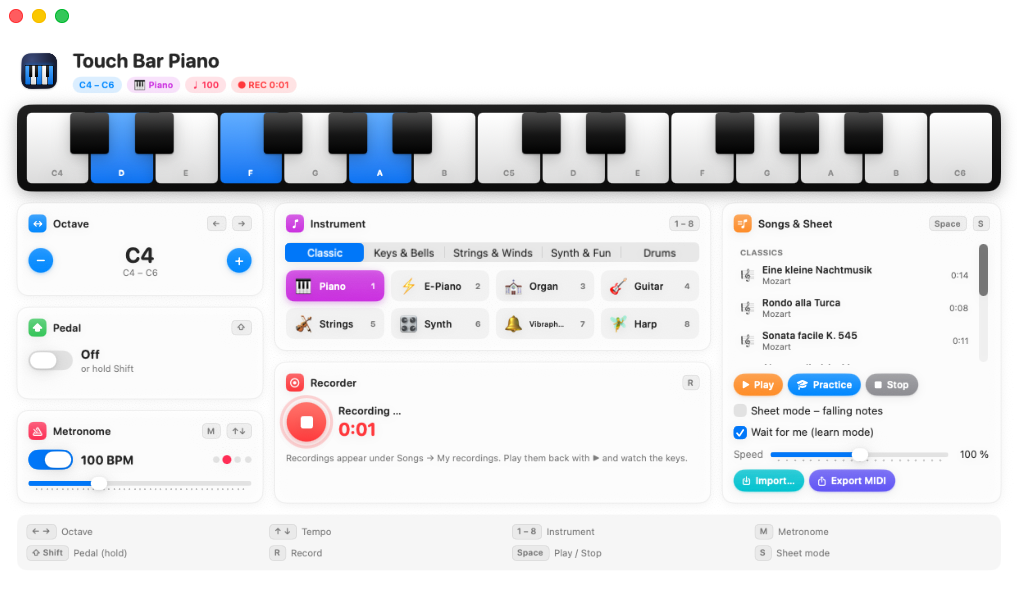 Touch Bar Piano
C4 – C6
Piano
♩ 100
REC 0:01
C4 D E F G A B C5 D E F G A B C6
Octave
← →
− C4 +
C4 – C6
Pedal
Off
or hold Shift
Metronome
M ↑↓
100 BPM
Instrument
1 – 8
Classic Keys & Bells Strings & Winds Synth & Fun Drums
Piano 1 E-Piano 2 Organ 3 Guitar 4
Strings 5 Synth 6 Vibraph... 7 Harp 8
Recorder
R
Recording ...
0:01
Recordings appear under Songs → My recordings. Play them back with ▶ and watch the keys.
Songs & Sheet
Space S
CLASSICS
Eine kleine Nachtmusik
Mozart
0:14
Rondo alla Turca
Mozart
0:08
Sonata facile K. 545
Mozart
0:11
Play Practice Stop
Sheet mode – falling notes
Wait for me (learn mode)
Speed 100 %
Import... Export MIDI
← → Octave
↑ ↓ Tempo
1 – 8 Instrument
M Metronome
⇧ Shift Pedal (hold)
R Record
Space Play / Stop
S Sheet mode